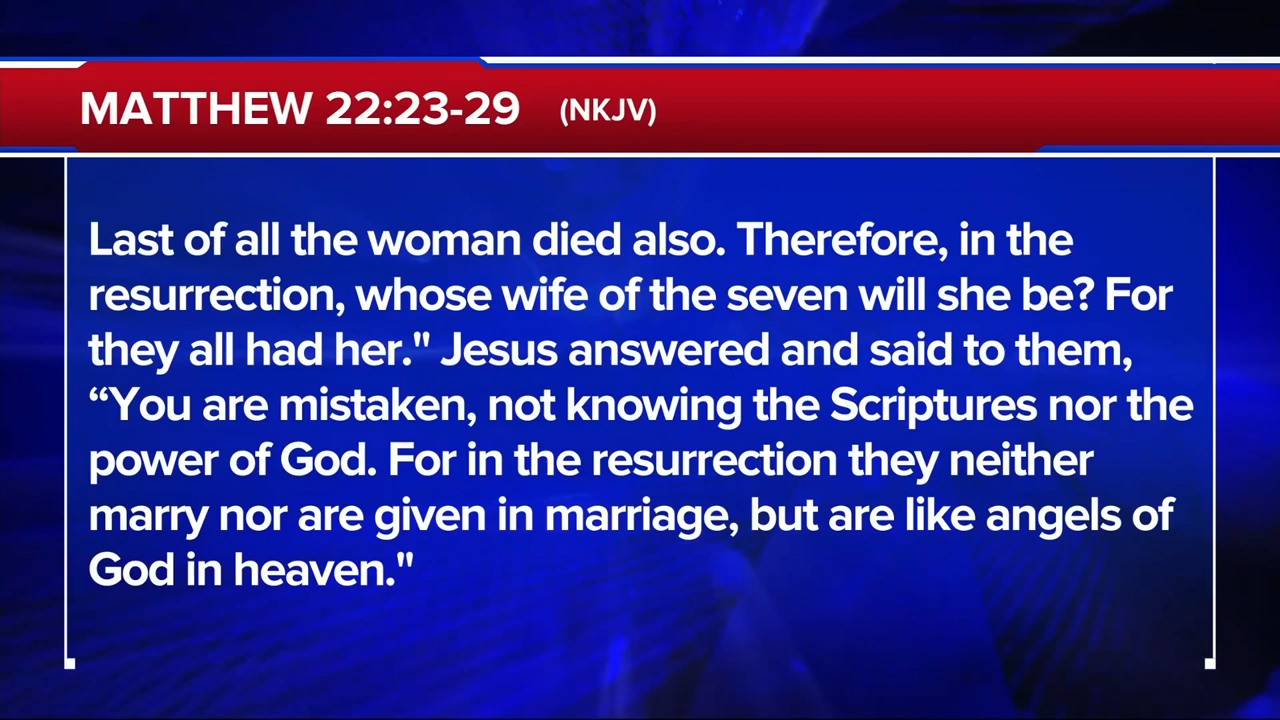 MATTHEW 22:23-29 (NKJV)
Last of all the woman died also. Therefore, in the
resurrection, whose wife of the seven will she be? For
they all had her." Jesus answered and said to them,
“You are mistaken, not knowing the Scriptures nor the
power of God. For in the resurrection they neither
marry nor are given in marriage, but are like angels of
God in heaven."